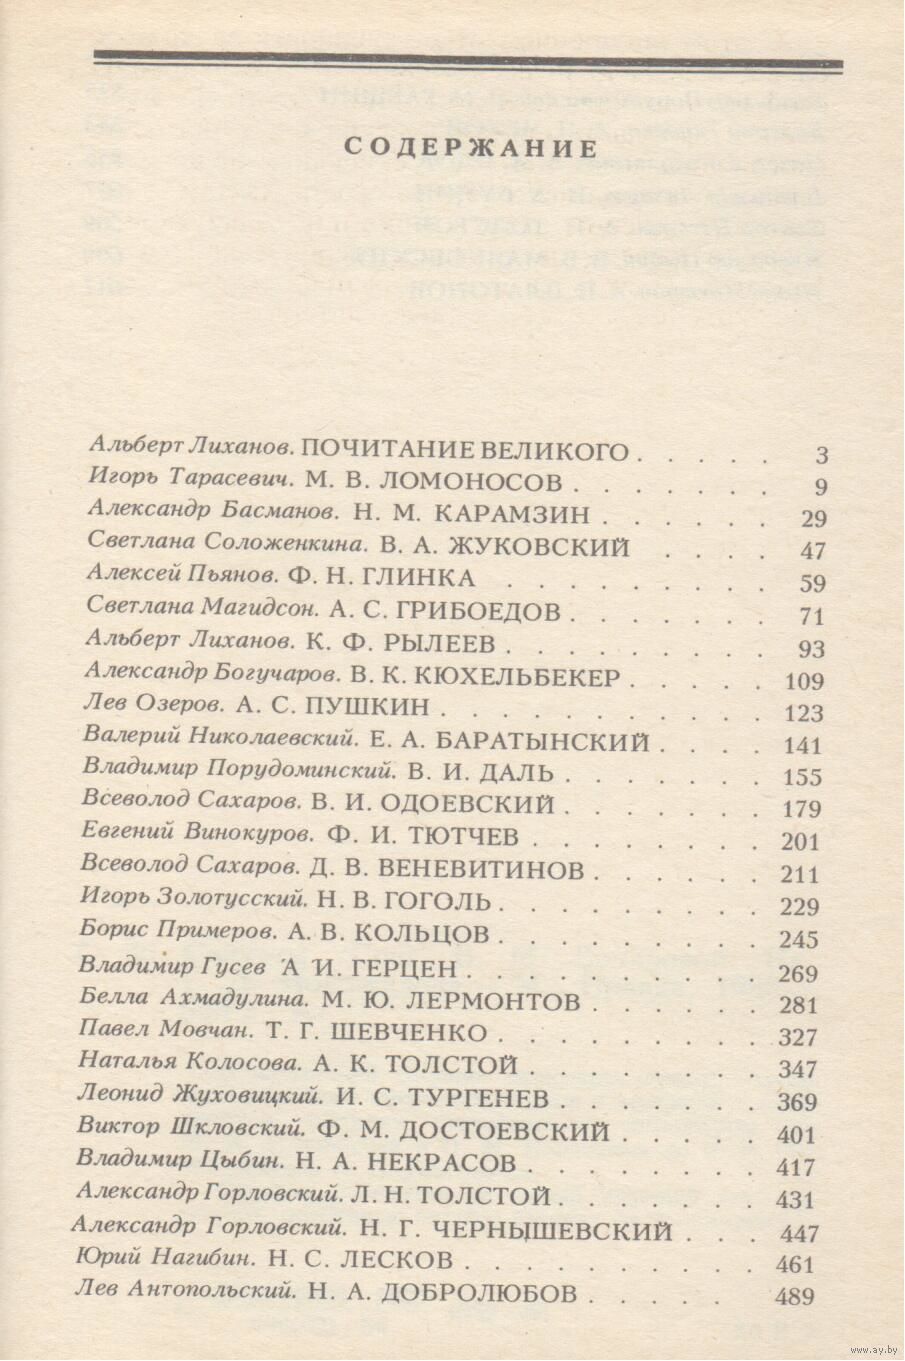 СОДЕРЖАНИЕ
Альберт Лиханов. ПОЧИТАНИЕ ВЕЛИКОГО . . . . . 3
Игорь Тарасевич. М. В. ЛОМОНОСОВ . . . . . . . 9
Александр Басманов. Н. М. КАРАМЗИН . . . . . . 29
Светлана Соложенкина. В. А. ЖУКОВСКИЙ . . . . 47
Алексей Пьянов. Ф. Н. ГЛИНКА . . . . . . . . . 59
Светлана Магидсон. А. С. ГРИБОЕДОВ . . . . . . . 71
Альберт Лиханов. К. Ф. РЫЛЕЕВ . . . . . . . . . 93
Александр Богучаров. В. К. КЮХЕЛЬБЕКЕР . . . . . 109
Лев Озеров. А. С. ПУШКИН . . . . . . . . . . . 123
Валерий Николаевский. Е. А. БАРАТЫНСКИЙ . . . . 141
Владимир Порудоминский. В. И. ДАЛЬ . . . . . . . 155
Всеволод Сахаров. В. И. ОДОЕВСКИЙ . . . . . . . 179
Евгений Винокуров. Ф. И. ТЮТЧЕВ . . . . . . . . 201
Всеволод Сахаров. Д. В. ВЕНЕВИТИНОВ . . . . . . 211
Игорь Золотусский. Н. В. ГОГОЛЬ . . . . . . . . . 229
Борис Примеров. А. В. КОЛЬЦОВ . . . . . . . . . 245
Владимир Гусев А И. ГЕРЦЕН . . . . . . . . . . 269
Белла Ахмадулина. М. Ю. ЛЕРМОНТОВ . . . . . . 281
Павел Мовчан. Т. Г. ШЕВЧЕНКО . . . . . . . . . 327
Наталья Колосова. А. К. ТОЛСТОЙ . . . . . . . . 347
Леонид Жуховицкий. И. С. ТУРГЕНЕВ . . . . . . . 369
Виктор Шкловский. Ф. М. ДОСТОЕВСКИЙ . . . . . 401
Владимир Цыбин. Н. А. НЕКРАСОВ . . . . . . . . 417
Александр Горловский. Л. Н. ТОЛСТОЙ . . . . . . . 431
Александр Горловский. Н. Г. ЧЕРНЫШЕВСКИЙ . . . 447
Юрий Нагибин. Н. С. ЛЕСКОВ . . . . . . . . . . 461
Лев Антопольский. Н. А. ДОБРОЛЮБОВ . . . . . 489
www.ay.by